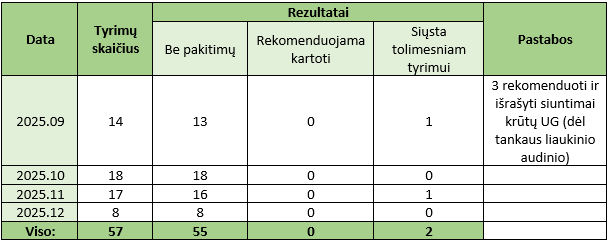 Data Tyrimų skaičius Rezultatai Pastabos
Be pakitimų Rekomenduojama kartoti Siųsta tolimesniam tyrimui
2025.09 14 13 0 1 3 rekomenduoti ir išrašyti siuntimai krūtų UG (dėl tankaus liaukinio audinio)
2025.10 18 18 0 0
2025.11 17 16 0 1
2025.12 8 8 0 0
Viso: 57 55 0 2